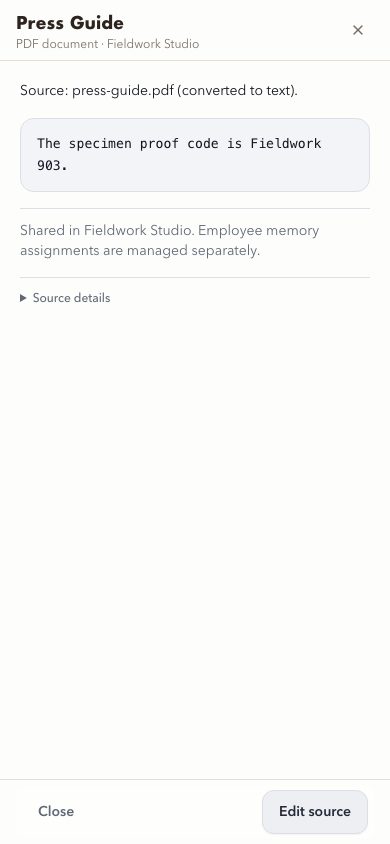 Press Guide
PDF document · Fieldwork Studio
×
Source: press-guide.pdf (converted to text).
The specimen proof code is Fieldwork
903.
Shared in Fieldwork Studio. Employee memory
assignments are managed separately.
Source details
Close
Edit source